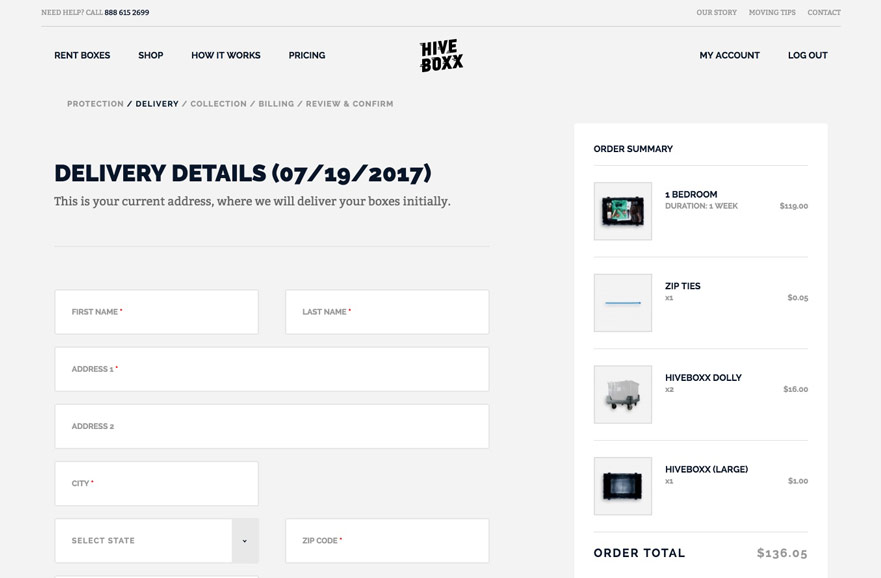 NEED HELP? CALL 888 615 2699
OUR STORY MOVING TIPS CONTACT
RENT BOXES SHOP HOW IT WORKS PRICING
HIVE
BOXX
MY ACCOUNT LOG OUT
PROTECTION / DELIVERY / COLLECTION / BILLING / REVIEW & CONFIRM
DELIVERY DETAILS (07/19/2017)
This is your current address, where we will deliver your boxes initially.
FIRST NAME *
LAST NAME *
ADDRESS 1 *
ADDRESS 2
CITY *
SELECT STATE
ZIP CODE *
ORDER SUMMARY
1 BEDROOM
DURATION: 1 WEEK $119.00
ZIP TIES
x1 $0.05
HIVEBOXX DOLLY
x2 $16.00
HIVEBOXX (LARGE)
x1 $1.00
ORDER TOTAL $136.05